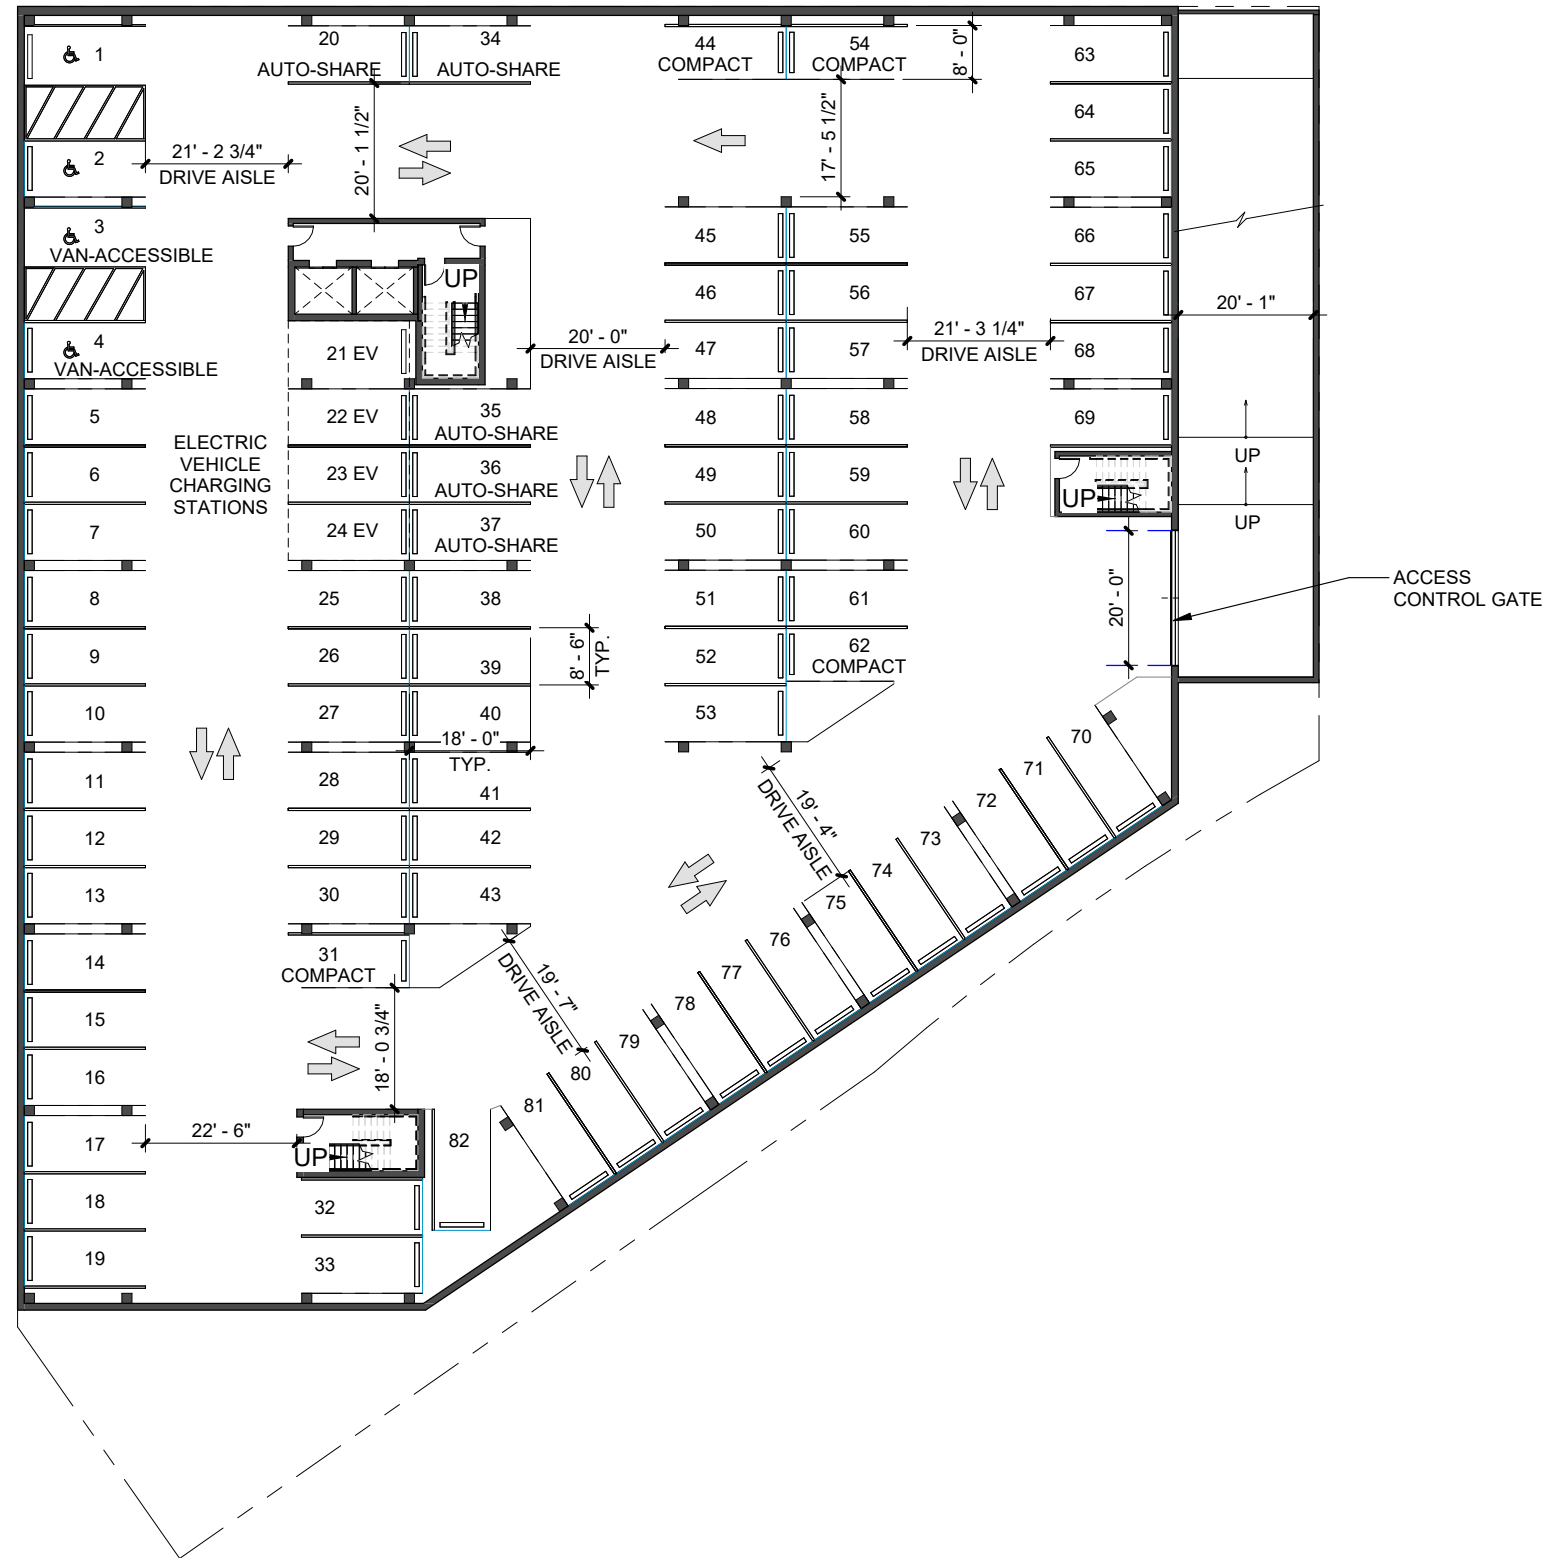 1
20
AUTO-SHARE
34
AUTO-SHARE
44
COMPACT
54
COMPACT
8' - 0"
63
64
2
21' - 2 3/4"
DRIVE AISLE
20' - 1 1/2"
17' - 5 1/2"
65
3
VAN-ACCESSIBLE
45
55
66
UP
46
56
67
20' - 1"
4
VAN-ACCESSIBLE
21 EV
20' - 0"
DRIVE AISLE
47
57
21' - 3 1/4"
DRIVE AISLE
68
5
ELECTRIC
VEHICLE
CHARGING
STATIONS
22 EV
35
AUTO-SHARE
48
58
69
UP
6
23 EV
36
AUTO-SHARE
49
59
UP
UP
7
24 EV
37
AUTO-SHARE
50
60
20' - 0"
ACCESS
CONTROL GATE
8
25
38
51
61
9
26
39
8' - 6"
TYP.
52
62
COMPACT
10
27
40
53
18' - 0"
TYP.
70
11
28
41
71
19' - 4"
DRIVE AISLE
72
12
29
42
73
13
30
43
74
75
14
31
COMPACT
19' - 7"
DRIVE AISLE
76
77
15
18' - 0 3/4"
78
79
16
80
81
17
22' - 6"
UP
82
18
32
19
33